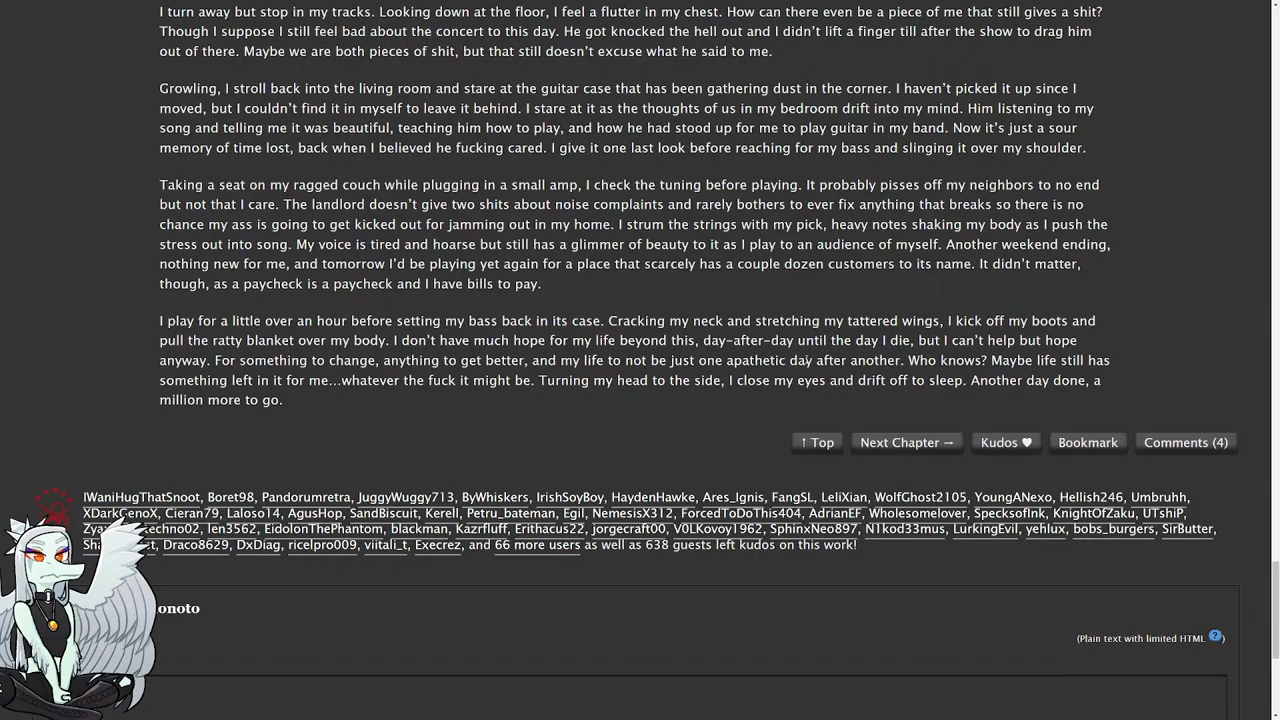 I turn away but stop in my tracks. Looking down at the floor, I feel a flutter in my chest. How can there even be a piece of me that still gives a shit?
Though I suppose I still feel bad about the concert to this day. He got knocked the hell out and I didn’t lift a finger till after the show to drag him
out of there. Maybe we are both pieces of shit, but that still doesn’t excuse what he said to me.
Growling, I stroll back into the living room and stare at the guitar case that has been gathering dust in the corner. I haven’t picked it up since I
moved, but I couldn’t find it in myself to leave it behind. I stare at it as the thoughts of us in my bedroom drift into my mind. Him listening to my
song and telling me it was beautiful, teaching him how to play, and how he had stood up for me to play guitar in my band. Now it’s just a sour
memory of time lost, back when I believed he fucking cared. I give it one last look before reaching for my bass and slinging it over my shoulder.
Taking a seat on my ragged couch while plugging in a small amp, I check the tuning before playing. It probably pisses off my neighbors to no end
but not that I care. The landlord doesn’t give two shits about noise complaints and rarely bothers to ever fix anything that breaks so there is no
chance my ass is going to get kicked out for jamming out in my home. I strum the strings with my pick, heavy notes shaking my body as I push the
stress out into song. My voice is tired and hoarse but still has a glimmer of beauty to it as I play to an audience of myself. Another weekend ending,
nothing new for me, and tomorrow I’d be playing yet again for a place that scarcely has a couple dozen customers to its name. It didn’t matter,
though, as a paycheck is a paycheck and I have bills to pay.
I play for a little over an hour before setting my bass back in its case. Cracking my neck and stretching my tattered wings, I kick off my boots and
pull the ratty blanket over my body. I don’t have much hope for my life beyond this, day-after-day until the day I die, but I can’t help but hope
anyway. For something to change, anything to get better, and my life to not be just one apathetic day after another. Who knows? Maybe life still has
something left in it for me…whatever the fuck it might be. Turning my head to the side, I close my eyes and drift off to sleep. Another day done, a
million more to go.
↑ Top Next Chapter → Kudos ♥ Bookmark Comments (4)
IWaniHugThatSnoot, Boret98, Pandorumretra, JuggyWuggy713, ByWhiskers, IrishSoyBoy, HaydenHawke, Ares_Ignis, FangSL, LeliXian, WolfGhost2105, YoungANexo, Hellish246, Umbruhh,
XDarkGenoX, Cieran79, Laloso14, AgusHop, SandBiscuit, Kerell, Petru_bateman, Egil, NemesisX312, ForcedToDoThis404, AdrianEF, Wholesomelover, Specksofink, KnightOfZaku, UTshiP,
len3562, EidolonThePhantom, blackman, Kazrfluff, Erithacus22, jorgecraft00, V0LKovoy1962, SphinxNeo897, N1kod33mus, LurkingEvil, yehlux, bobs_burgers, SirButter,
Draco8629, DxDiag, ricelpro009, viitali_t, Execrez, and 66 more users as well as 638 guests left kudos on this work!
(Plain text with limited HTML ?)